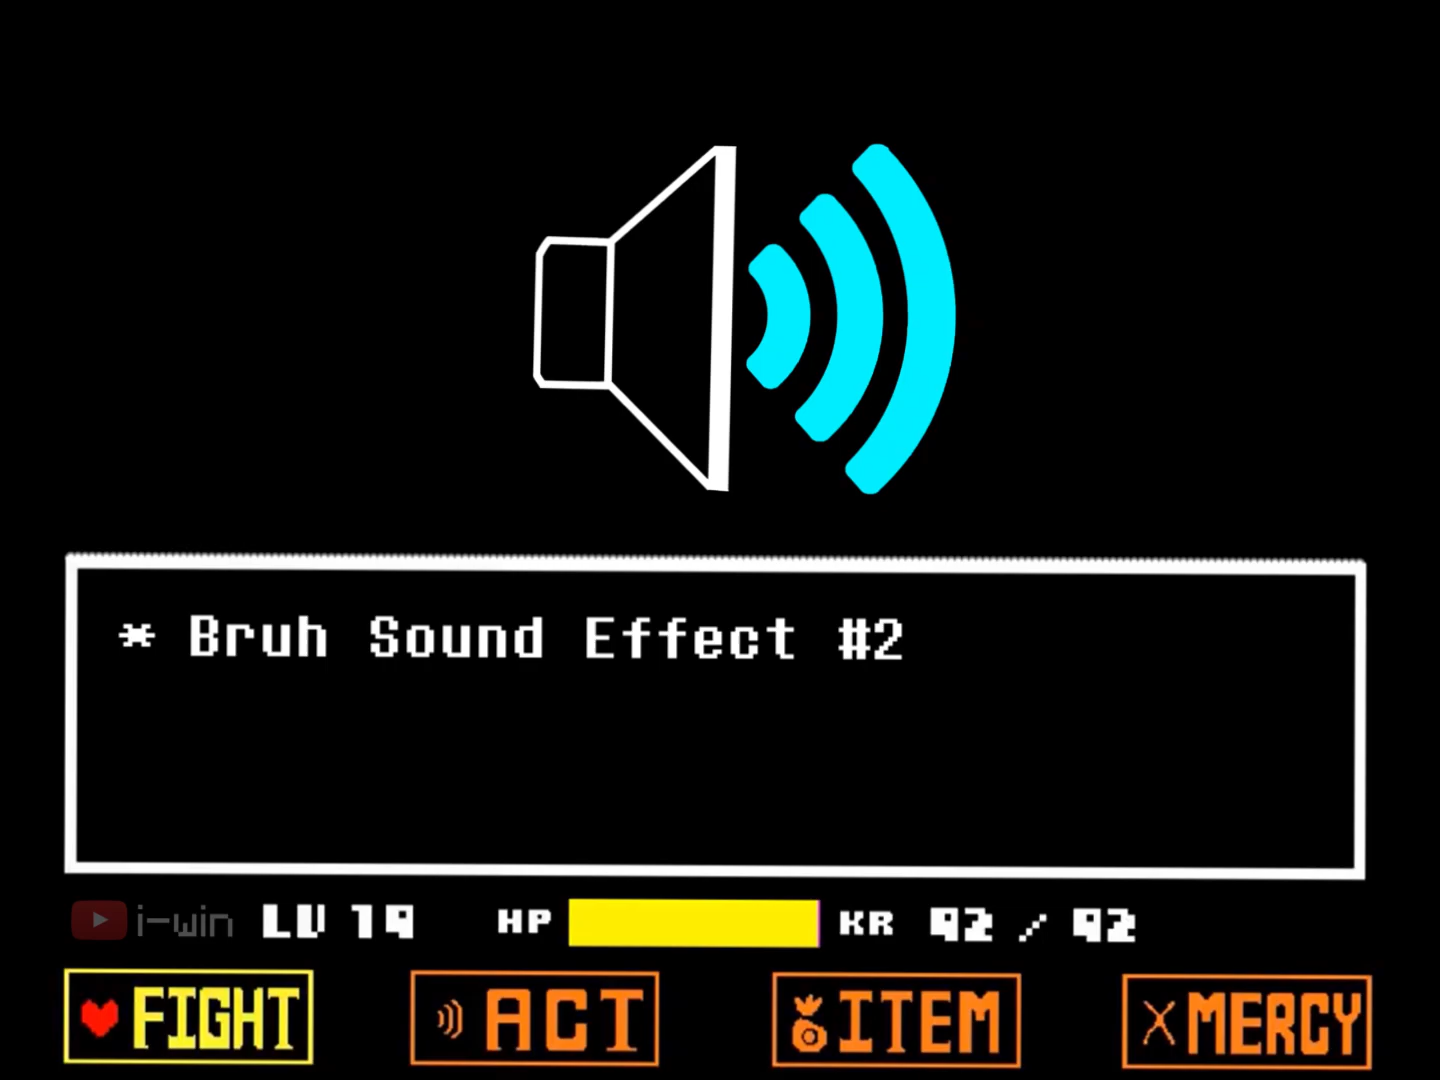 * Bruh Sound Effect #2
i-win LV 19 HP KR 92 / 92
FIGHT ACT ITEM MERCY